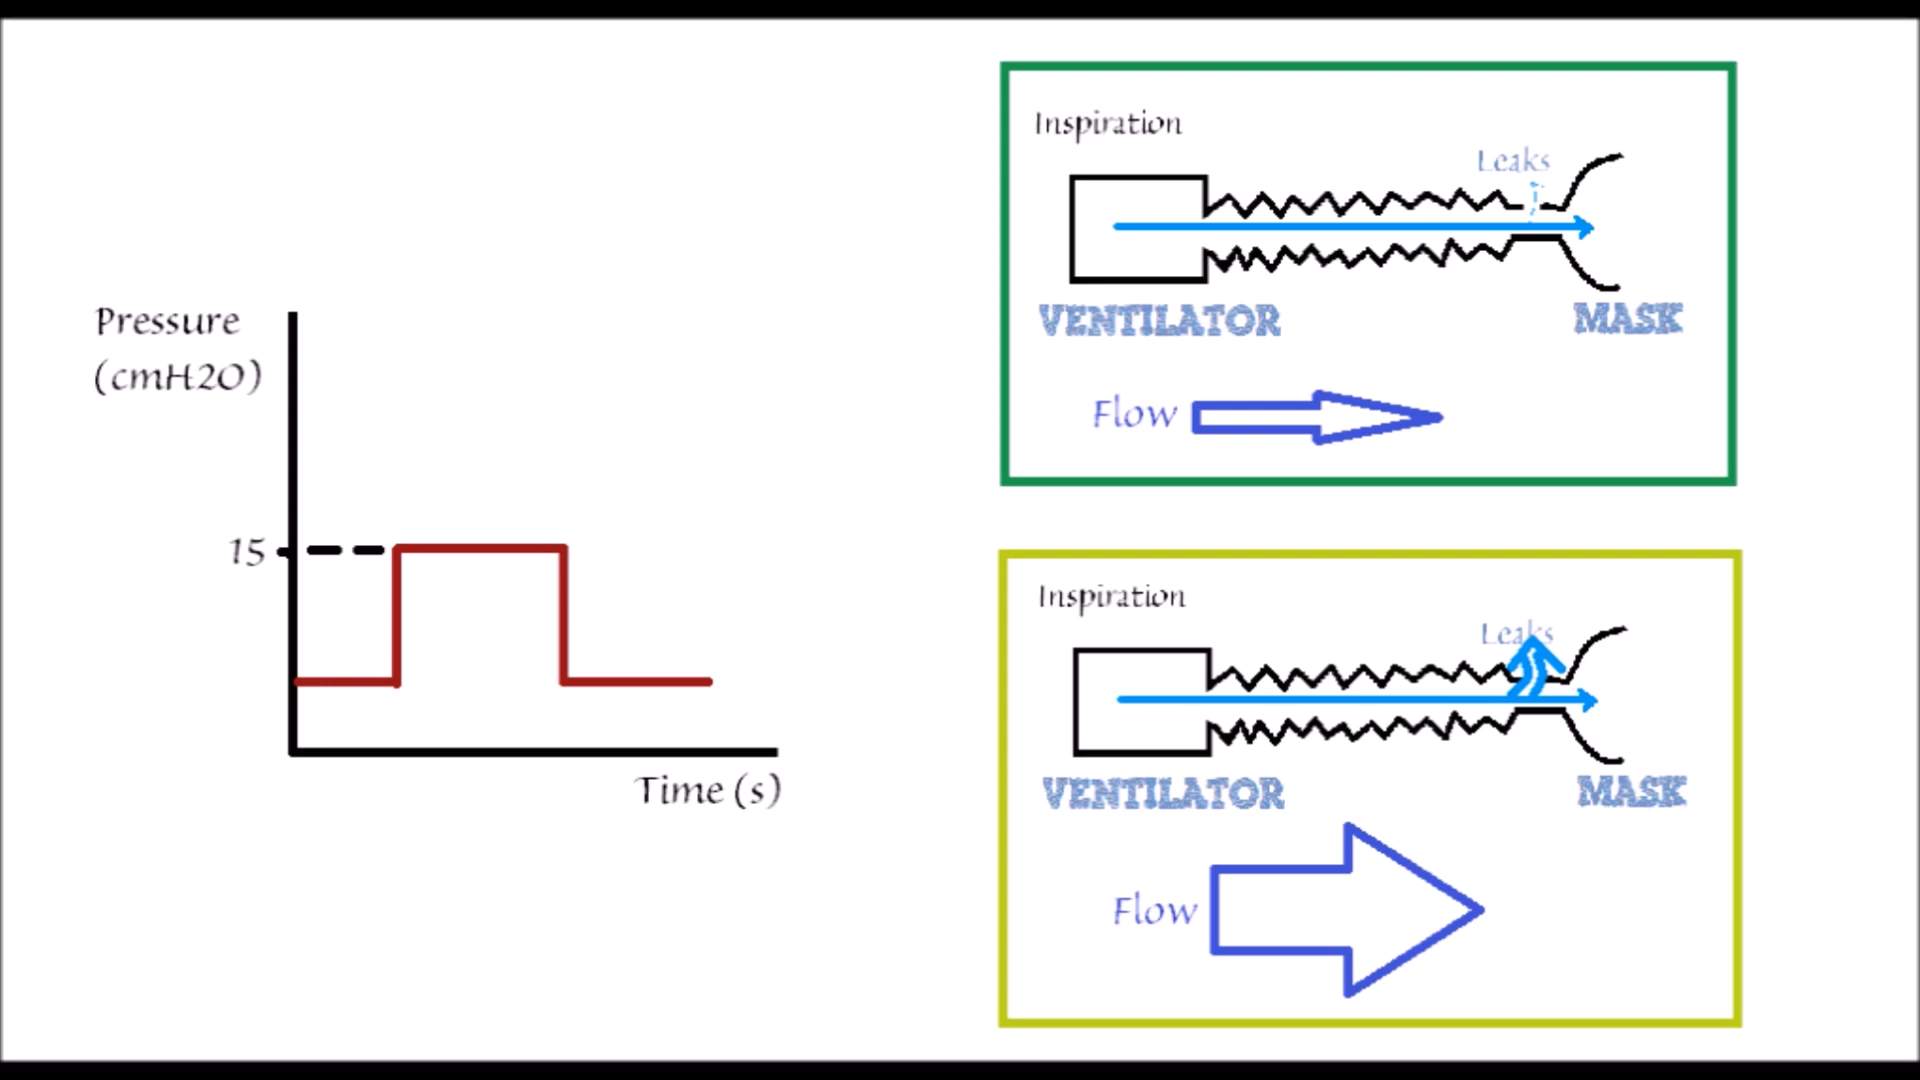 Pressure
(cmH2O)
15
Time (s)
Inspiration
Leaks
VENTILATOR
MASK
Flow
Inspiration
Leaks
VENTILATOR
MASK
Flow